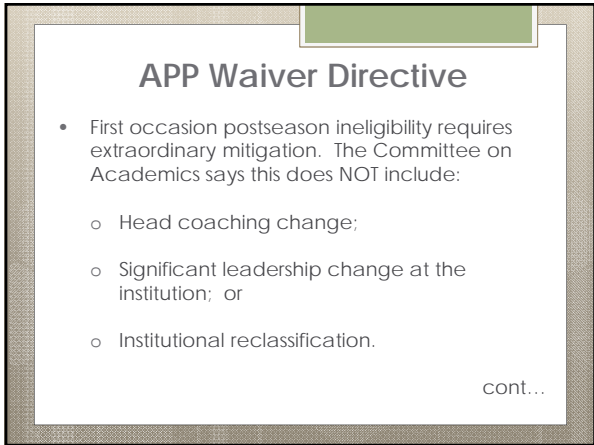 APP Waiver Directive
• First occasion postseason ineligibility requires
extraordinary mitigation.  The Committee on
Academics says this does NOT include:
o Head coaching change;
o Significant leadership change at the
institution;  or
o Institutional reclassification.
cont…